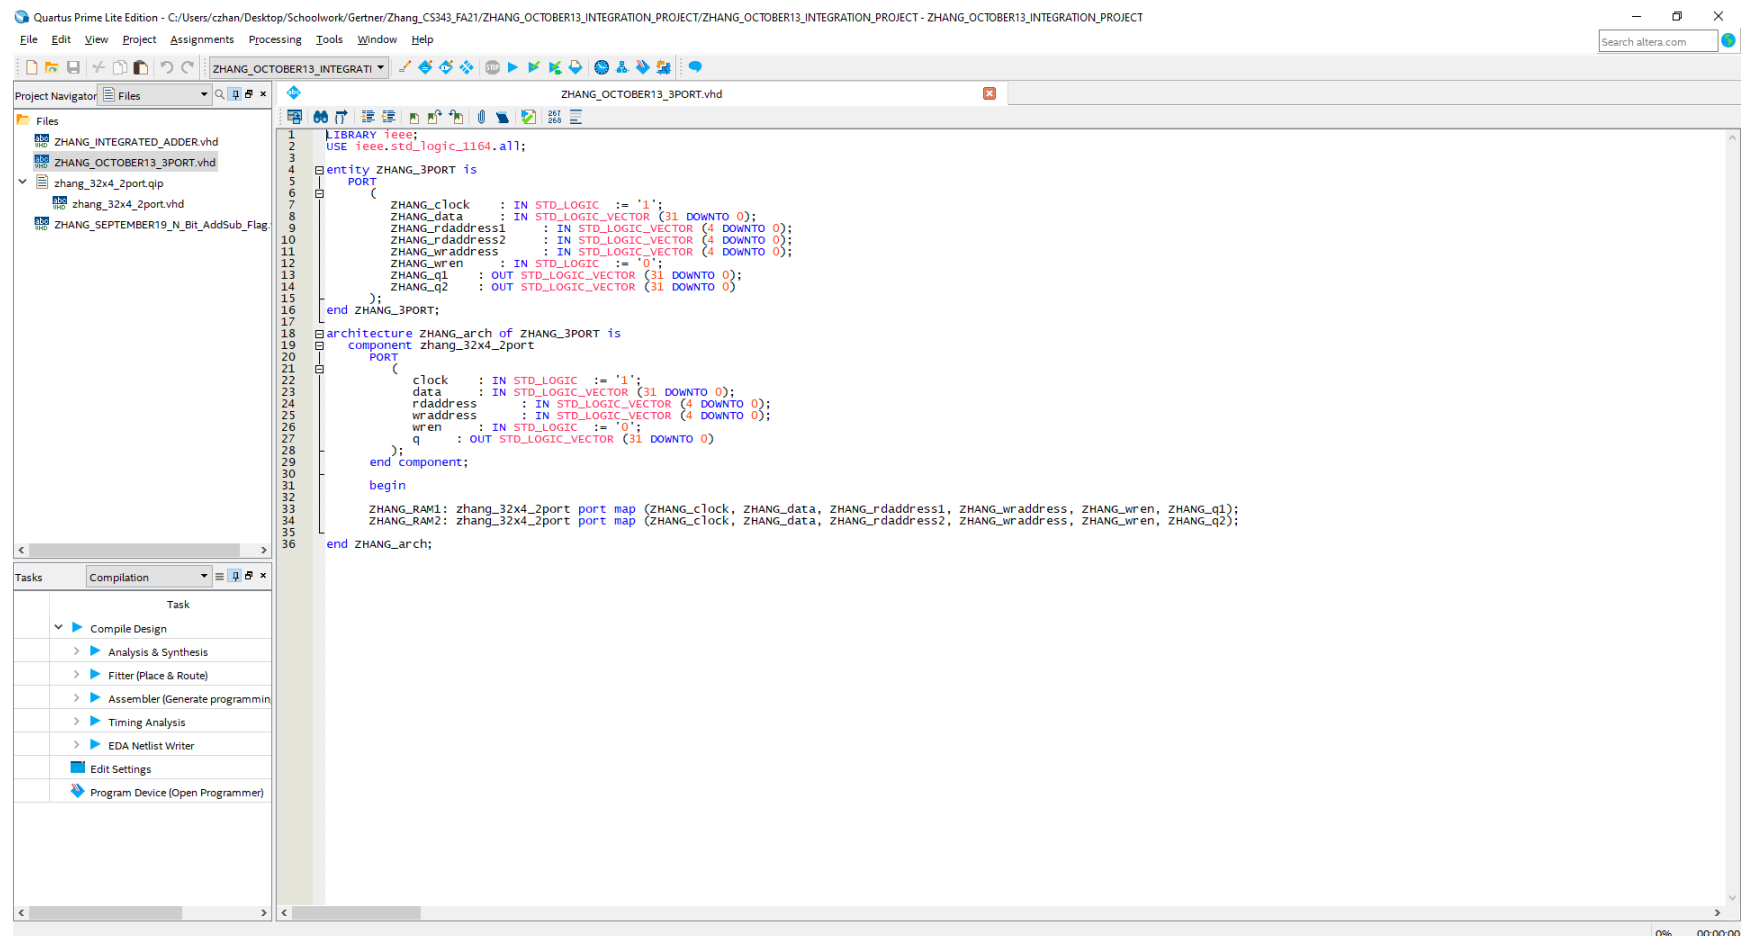 Quartus Prime Lite Edition - C:/Users/czhan/Desktop/Schoolwork/Gertner/Zhang_CS343_FA21/ZHANG_OCTOBER13_INTEGRATION_PROJECT/ZHANG_OCTOBER13_INTEGRATION_PROJECT - ZHANG_OCTOBER13_INTEGRATION_PROJECT
File Edit View Project Assignments Processing Tools Window Help
Search altera.com
ZHANG_OCTOBER13_INTEGRATI
STOP
Project Navigator Files
ZHANG_OCTOBER13_3PORT.vhd
267
268
Files
ZHANG_INTEGRATED_ADDER.vhd
ZHANG_OCTOBER13_3PORT.vhd
zhang_32x4_2port.qip
zhang_32x4_2port.vhd
ZHANG_SEPTEMBER19_N_Bit_AddSub_Flag.
1 LIBRARY ieee;
2 USE ieee.std_logic_1164.all;
3
4 entity ZHANG_3PORT is
5 PORT
6 (
7 ZHANG_clock : IN STD_LOGIC := '1';
8 ZHANG_data : IN STD_LOGIC_VECTOR (31 DOWNTO 0);
9 ZHANG_rdaddress1 : IN STD_LOGIC_VECTOR (4 DOWNTO 0);
10 ZHANG_rdaddress2 : IN STD_LOGIC_VECTOR (4 DOWNTO 0);
11 ZHANG_wraddress : IN STD_LOGIC_VECTOR (4 DOWNTO 0);
12 ZHANG_wren : IN STD_LOGIC := '0';
13 ZHANG_q1 : OUT STD_LOGIC_VECTOR (31 DOWNTO 0);
14 ZHANG_q2 : OUT STD_LOGIC_VECTOR (31 DOWNTO 0)
15 );
16 end ZHANG_3PORT;
17
18 architecture ZHANG_arch of ZHANG_3PORT is
19 component zhang_32x4_2port
20 PORT
21 (
22 clock : IN STD_LOGIC := '1';
23 data : IN STD_LOGIC_VECTOR (31 DOWNTO 0);
24 rdaddress : IN STD_LOGIC_VECTOR (4 DOWNTO 0);
25 wraddress : IN STD_LOGIC_VECTOR (4 DOWNTO 0);
26 wren : IN STD_LOGIC := '0';
27 q : OUT STD_LOGIC_VECTOR (31 DOWNTO 0)
28 );
29 end component;
30
31 begin
32
33 ZHANG_RAM1: zhang_32x4_2port port map (ZHANG_clock, ZHANG_data, ZHANG_rdaddress1, ZHANG_wraddress, ZHANG_wren, ZHANG_q1);
34 ZHANG_RAM2: zhang_32x4_2port port map (ZHANG_clock, ZHANG_data, ZHANG_rdaddress2, ZHANG_wraddress, ZHANG_wren, ZHANG_q2);
35
36 end ZHANG_arch;
Tasks Compilation
Task
Compile Design
Analysis & Synthesis
Fitter (Place & Route)
Assembler (Generate programmin
Timing Analysis
EDA Netlist Writer
Edit Settings
Program Device (Open Programmer)
0% 00:00:00